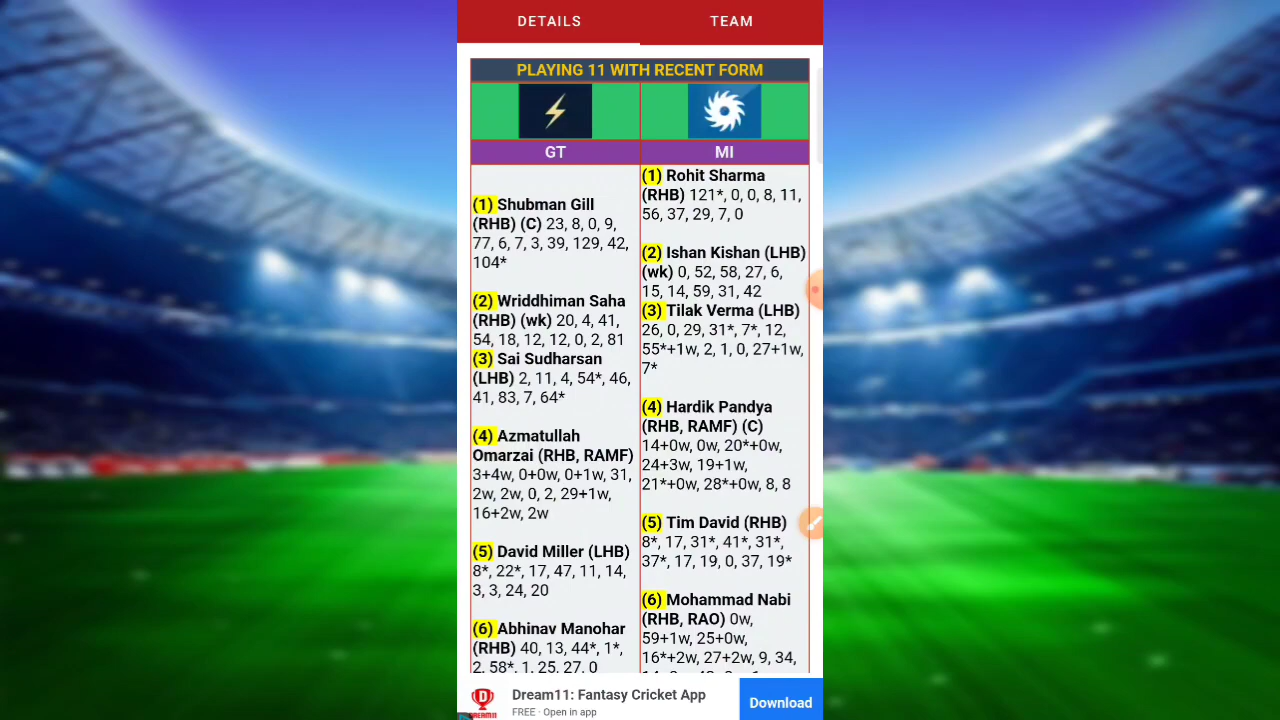 DETAILS
TEAM
PLAYING 11 WITH RECENT FORM
GT
MI
(1) Shubman Gill
(RHB) (C) 23, 8, 0, 9,
77, 6, 7, 3, 39, 129, 42,
104*
(2) Wriddhiman Saha
(RHB) (wk) 20, 4, 41,
54, 18, 12, 12, 0, 2, 81
(3) Sai Sudharsan
(LHB) 2, 11, 4, 54*, 46,
41, 83, 7, 64*
(4) Azmatullah
Omarzai (RHB, RAMF)
3+4w, 0+0w, 0+1w, 31,
2w, 2w, 0, 2, 29+1w,
16+2w, 2w
(5) David Miller (LHB)
8*, 22*, 17, 47, 11, 14,
3, 3, 24, 20
(6) Abhinav Manohar
(RHB) 40, 13, 44*, 1*,
2, 58*, 1, 25, 27, 0
(1) Rohit Sharma
(RHB) 121*, 0, 0, 8, 11,
56, 37, 29, 7, 0
(2) Ishan Kishan (LHB)
(wk) 0, 52, 58, 27, 6,
15, 14, 59, 31, 42
(3) Tilak Verma (LHB)
26, 0, 29, 31*, 7*, 12,
55*+1w, 2, 1, 0, 27+1w,
7*
(4) Hardik Pandya
(RHB, RAMF) (C)
14+0w, 0w, 20*+0w,
24+3w, 19+1w,
21*+0w, 28*+0w, 8, 8
(5) Tim David (RHB)
8*, 17, 31*, 41*, 31*,
37*, 17, 19, 0, 37, 19*
(6) Mohammad Nabi
(RHB, RAO) 0w,
59+1w, 25+0w,
16*+2w, 27+2w, 9, 34,
DREAM11
Dream11: Fantasy Cricket App
FREE · Open in app
Download